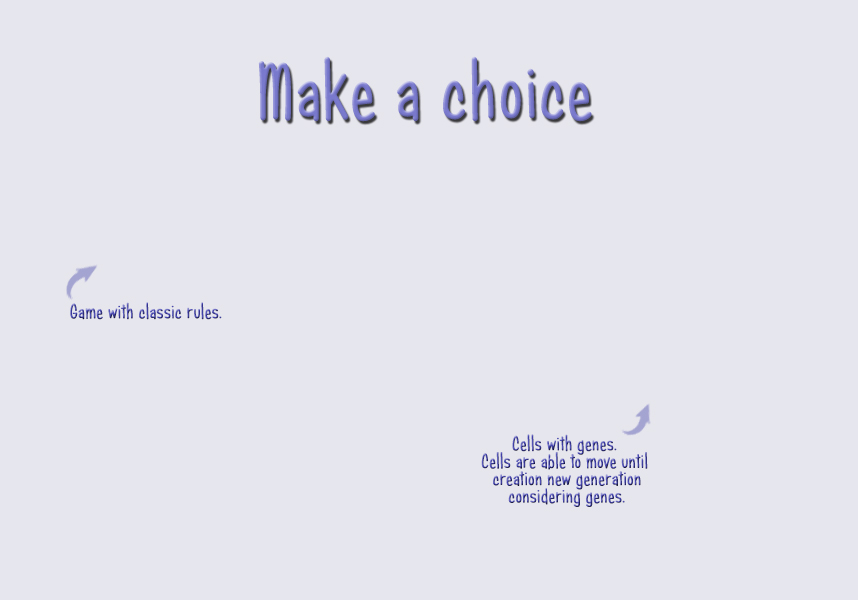 Make a choice
Game with classic rules.
Cells with genes.
Cells are able to move until
creation new generation
considering genes.